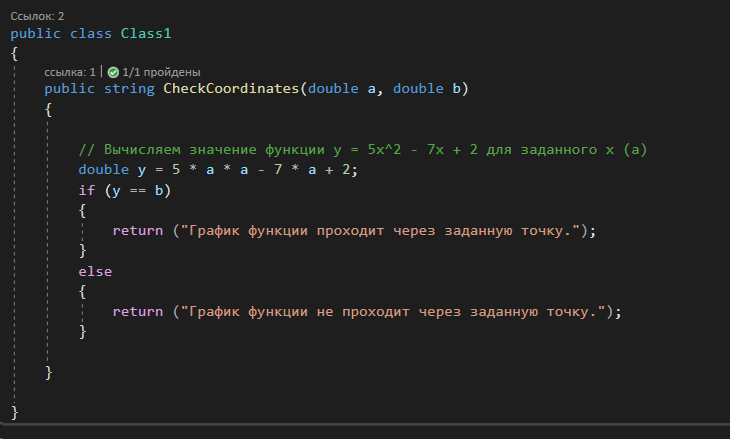 Ссылок: 2
public class Class1
{
ссылка: 1 | 1/1 пройдены
public string CheckCoordinates(double a, double b)
{
// Вычисляем значение функции y = 5x^2 - 7x + 2 для заданного x (a)
double y = 5 * a * a - 7 * a + 2;
if (y == b)
{
return ("График функции проходит через заданную точку.");
}
else
{
return ("График функции не проходит через заданную точку.");
}
}
}